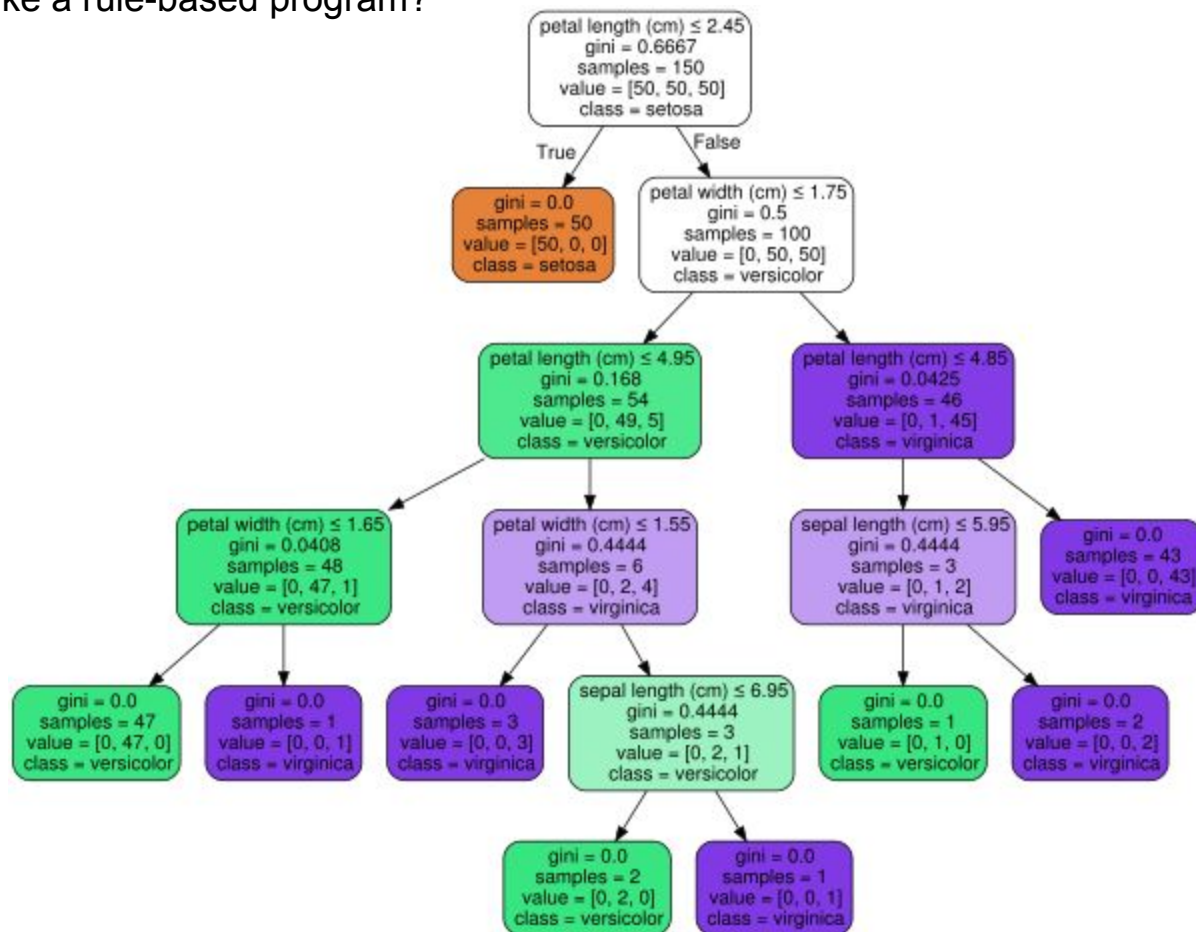 ke a rule-based program?
petal length (cm) ≤ 2.45
gini = 0.6667
samples = 150
value = [50, 50, 50]
class = setosa
True
False
gini = 0.0
samples = 50
value = [50, 0, 0]
class = setosa
petal width (cm) ≤ 1.75
gini = 0.5
samples = 100
value = [0, 50, 50]
class = versicolor
petal length (cm) ≤ 4.95
gini = 0.168
samples = 54
value = [0, 49, 5]
class = versicolor
petal length (cm) ≤ 4.85
gini = 0.0425
samples = 46
value = [0, 1, 45]
class = virginica
petal width (cm) ≤ 1.65
gini = 0.0408
samples = 48
value = [0, 47, 1]
class = versicolor
petal width (cm) ≤ 1.55
gini = 0.4444
samples = 6
value = [0, 2, 4]
class = virginica
sepal length (cm) ≤ 5.95
gini = 0.4444
samples = 3
value = [0, 1, 2]
class = virginica
gini = 0.0
samples = 43
value = [0, 0, 43]
class = virginica
gini = 0.0
samples = 47
value = [0, 47, 0]
class = versicolor
gini = 0.0
samples = 1
value = [0, 0, 1]
class = virginica
gini = 0.0
samples = 3
value = [0, 0, 3]
class = virginica
sepal length (cm) ≤ 6.95
gini = 0.4444
samples = 3
value = [0, 2, 1]
class = versicolor
gini = 0.0
samples = 1
value = [0, 1, 0]
class = versicolor
gini = 0.0
samples = 2
value = [0, 0, 2]
class = virginica
gini = 0.0
samples = 2
value = [0, 2, 0]
class = versicolor
gini = 0.0
samples = 1
value = [0, 0, 1]
class = virginica